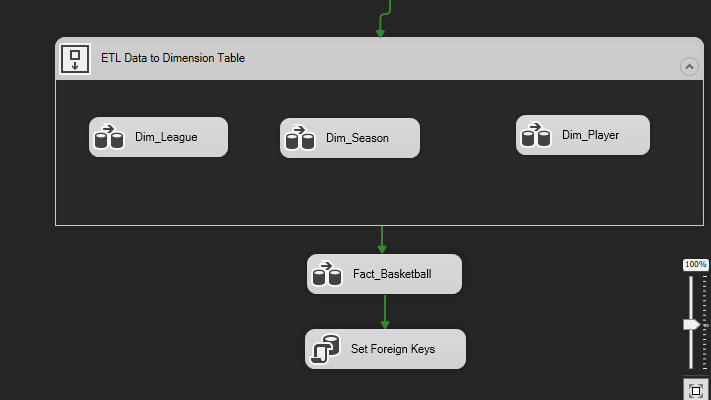 ETL Data to Dimension Table
Dim_League
Dim_Season
Dim_Player
Fact_Basketball
100%
Set Foreign Keys